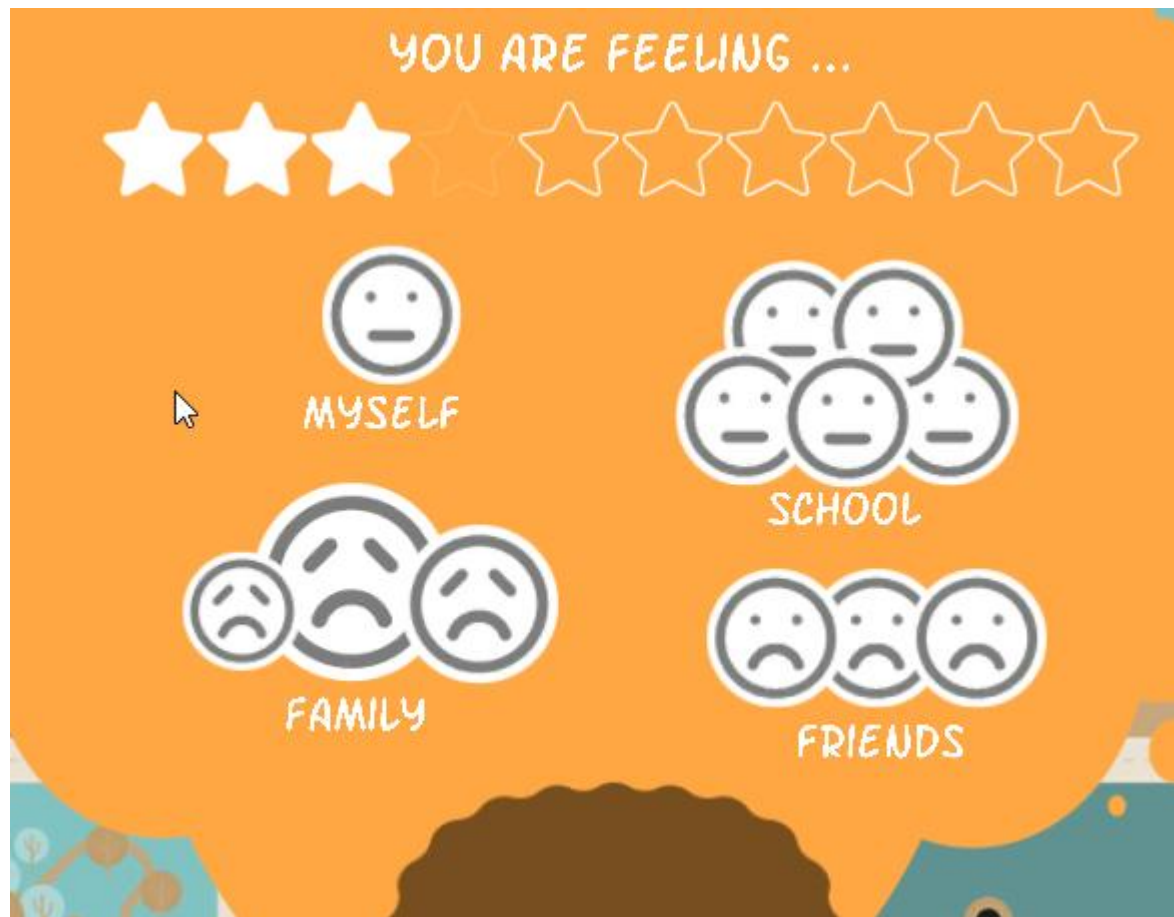 YOU ARE FEELING ...
MYSELF
SCHOOL
FAMILY
FRIENDS